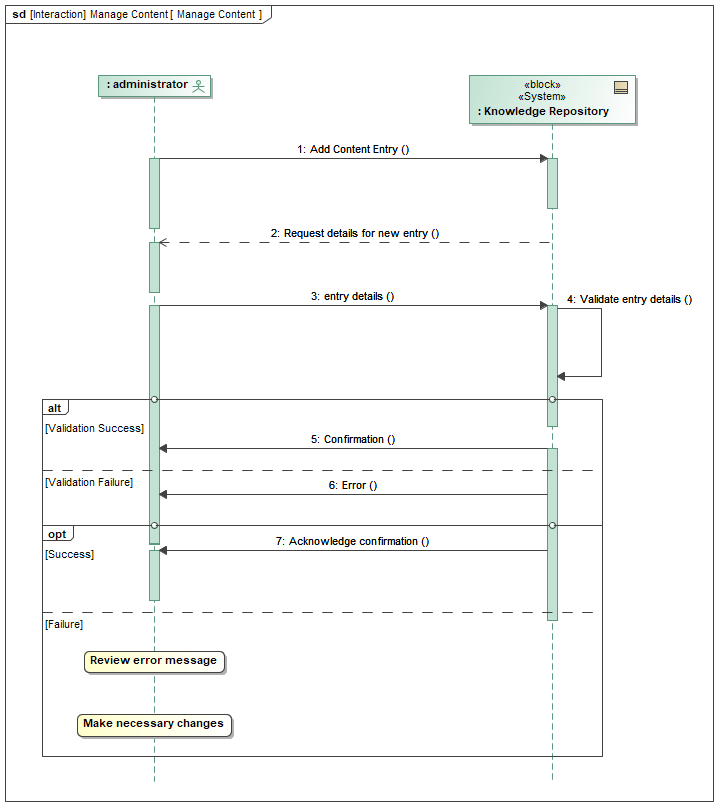 sd [Interaction] Manage Content [ Manage Content ]
: administrator
«block»
«System»
: Knowledge Repository
1: Add Content Entry ()
2: Request details for new entry ()
3: entry details ()
4: Validate entry details ()
alt
[Validation Success]
5: Confirmation ()
[Validation Failure]
6: Error ()
opt
7: Acknowledge confirmation ()
[Success]
[Failure]
Review error message
Make necessary changes